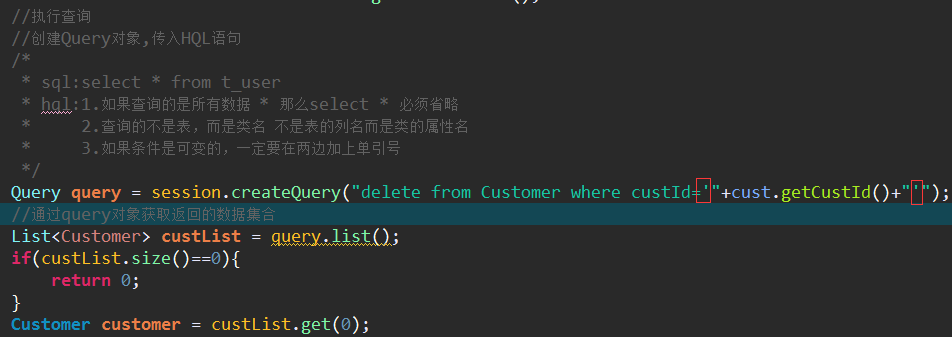 //执行查询
//创建Query对象,传入HQL语句
/*
* sql:select * from t_user
* hql:1.如果查询的是所有数据 * 那么select * 必须省略
* 2.查询的不是表，而是类名 不是表的列名而是类的属性名
* 3.如果条件是可变的，一定要在两边加上单引号
*/
Query query = session.createQuery("delete from Customer where custId='"+cust.getCustId()+"'");
//通过query对象获取返回的数据集合
List<Customer> custList = query.list();
if(custList.size()==0){
return 0;
}
Customer customer = custList.get(0);